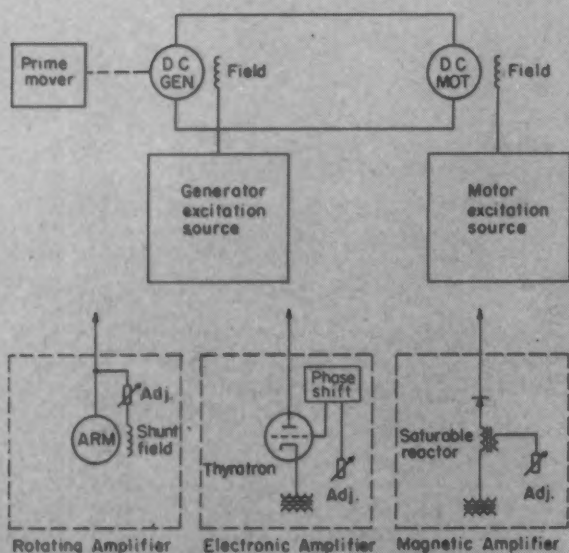 Prime
mover
D C
GEN
Field
D C
MOT
Field
Generator
excitation
source
Motor
excitation
source
Adj.
ARM
Shunt
field
Rotating Amplifier
Phase
shift
Thyratron
Adj.
Electronic Amplifier
Saturable
reactor
Adj.
Magnetic Amplifier